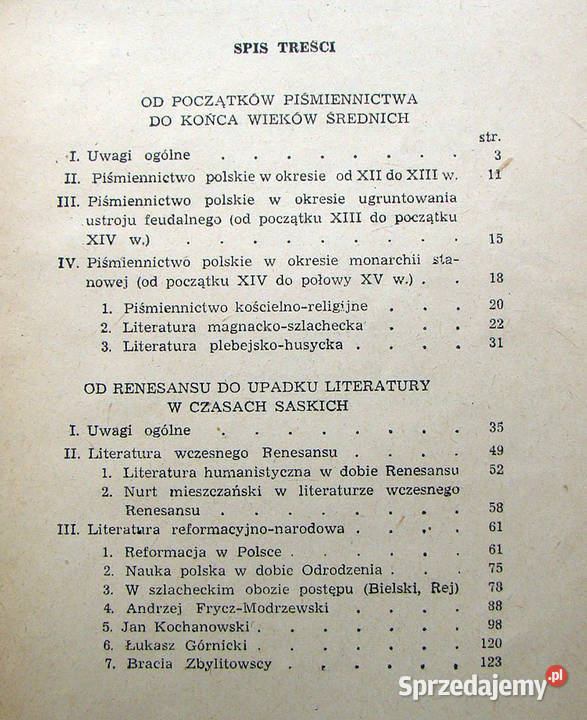 SPIS TREŚCI
OD POCZĄTKÓW PIŚMIENNICTWA
DO KOŃCA WIEKÓW ŚREDNICH
str.
I. Uwagi ogólne . . . . . . . 3
II. Piśmiennictwo polskie w okresie od XII do XIII w. 11
III. Piśmiennictwo polskie w okresie ugruntowania
ustroju feudalnego (od początku XIII do początku
XIV w.) . . . . . . . . . 15
IV. Piśmiennictwo polskie w okresie monarchii sta-
nowej (od początku XIV do połowy XV w.) . . 18
1. Piśmiennictwo kościelno-religijne . . . 20
2. Literatura magnacko-szlachecka . . . 22
3. Literatura plebejsko-husycka . . . . 31
OD RENESANSU DO UPADKU LITERATURY
W CZASACH SASKICH
I. Uwagi ogólne . . . . . . . 35
II. Literatura wczesnego Renesansu . . . . 49
1. Literatura humanistyczna w dobie Renesansu 52
2. Nurt mieszczański w literaturze wczesnego
Renesansu . . . . . . . . 58
III. Literatura reformacyjno-narodowa . . . . 61
1. Reformacja w Polsce . . . . . . 61
2. Nauka polska w dobie Odrodzenia . . . 75
3. W szlacheckim obozie postępu (Bielski, Rej) 78
4. Andrzej Frycz-Modrzewski . . . . 88
5. Jan Kochanowski . . . . . . . 98
6. Łukasz Górnicki . . . . . . . 120
7. Bracia Zbylitowscy . . . . . . 123
Sprzedajemy.pl